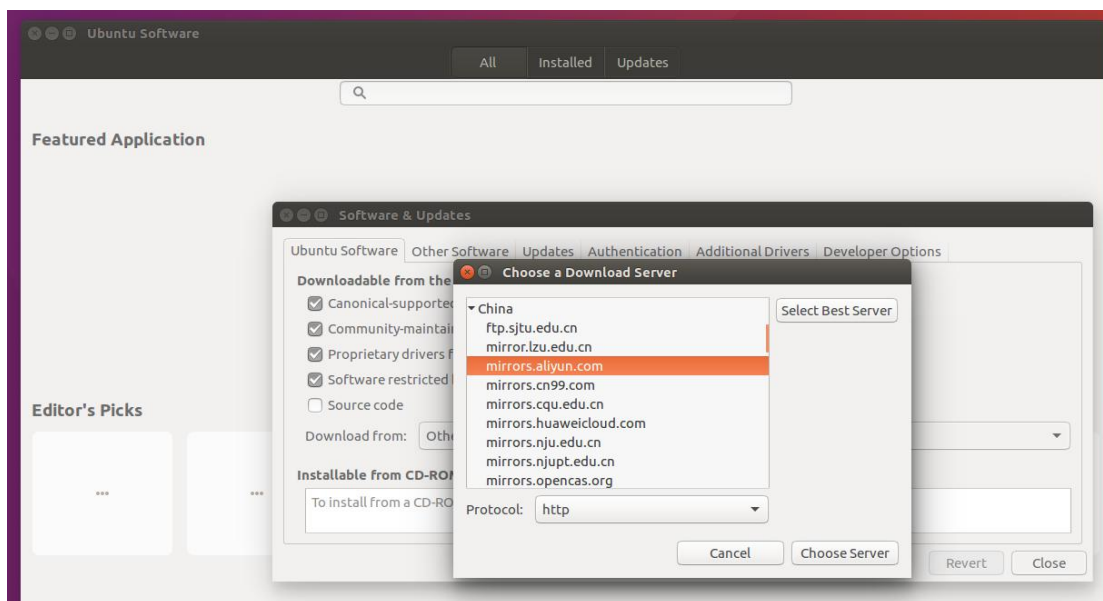 Ubuntu Software
All Installed Updates
Featured Application
Software & Updates
Ubuntu Software Other Software Updates Authentication Additional Drivers Developer Options
Downloadable from the
Canonical-supported
Community-maintai
Proprietary drivers f
Software restricted
Source code
Download from: Othe
Installable from CD-RO
To install from a CD-RO
Choose a Download Server
China
ftp.sjtu.edu.cn
mirror.lzu.edu.cn
mirrors.aliyun.com
mirrors.cn99.com
mirrors.cqu.edu.cn
mirrors.huaweicloud.com
mirrors.nju.edu.cn
mirrors.njupt.edu.cn
mirrors.opencas.org
Select Best Server
Protocol: http
Cancel Choose Server
Revert Close
Editor's Picks
...
...